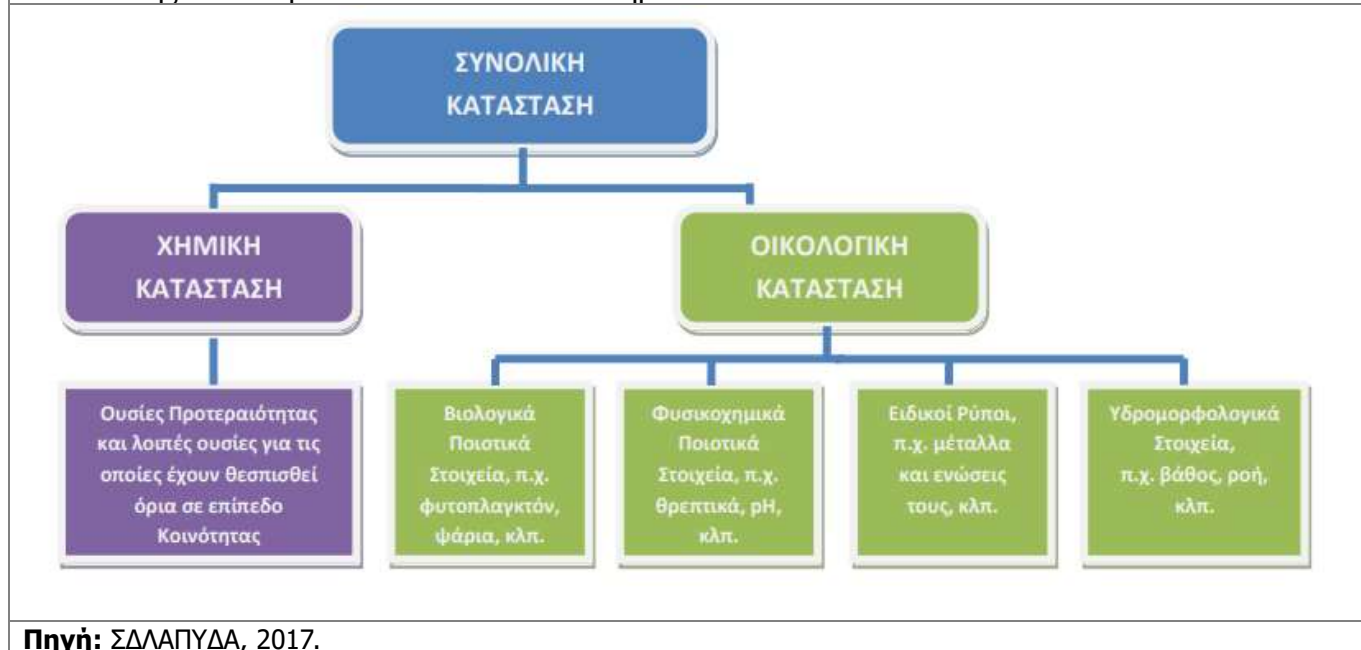 ΣΥΝΟΛΙΚΗ
ΚΑΤΑΣΤΑΣΗ
ΧΗΜΙΚΗ
ΚΑΤΑΣΤΑΣΗ
ΟΙΚΟΛΟΓΙΚΗ
ΚΑΤΑΣΤΑΣΗ
Ουσίες Προτεραιότητας
και λοιπές ουσίες για τις
οποίες έχουν θεσπισθεί
όρια σε επίπεδο
Κοινότητας
Βιολογικά
Ποιοτικά
Στοιχεία, π.χ.
φυτοπλαγκτόν,
ψάρια, κλπ.
Φυσικοχημικά
Ποιοτικά
Στοιχεία, π.χ.
θρεπτικά, pH,
κλπ.
Ειδικοί Ρύποι,
π.χ. μέταλλα
και ενώσεις
τους, κλπ.
Υδρομορφολογικά
Στοιχεία,
π.χ. βάθος, ροή,
κλπ.
Πηγή: ΣΔΛΑΠΥΔΑ, 2017.